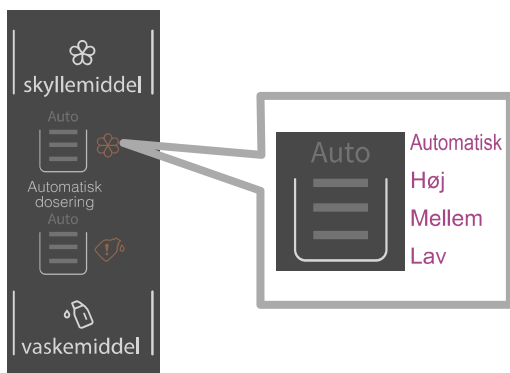 skyllemiddel
Auto
Automatisk
dosering
Auto
vaskemiddel
Auto
Automatisk
Høj
Mellem
Lav